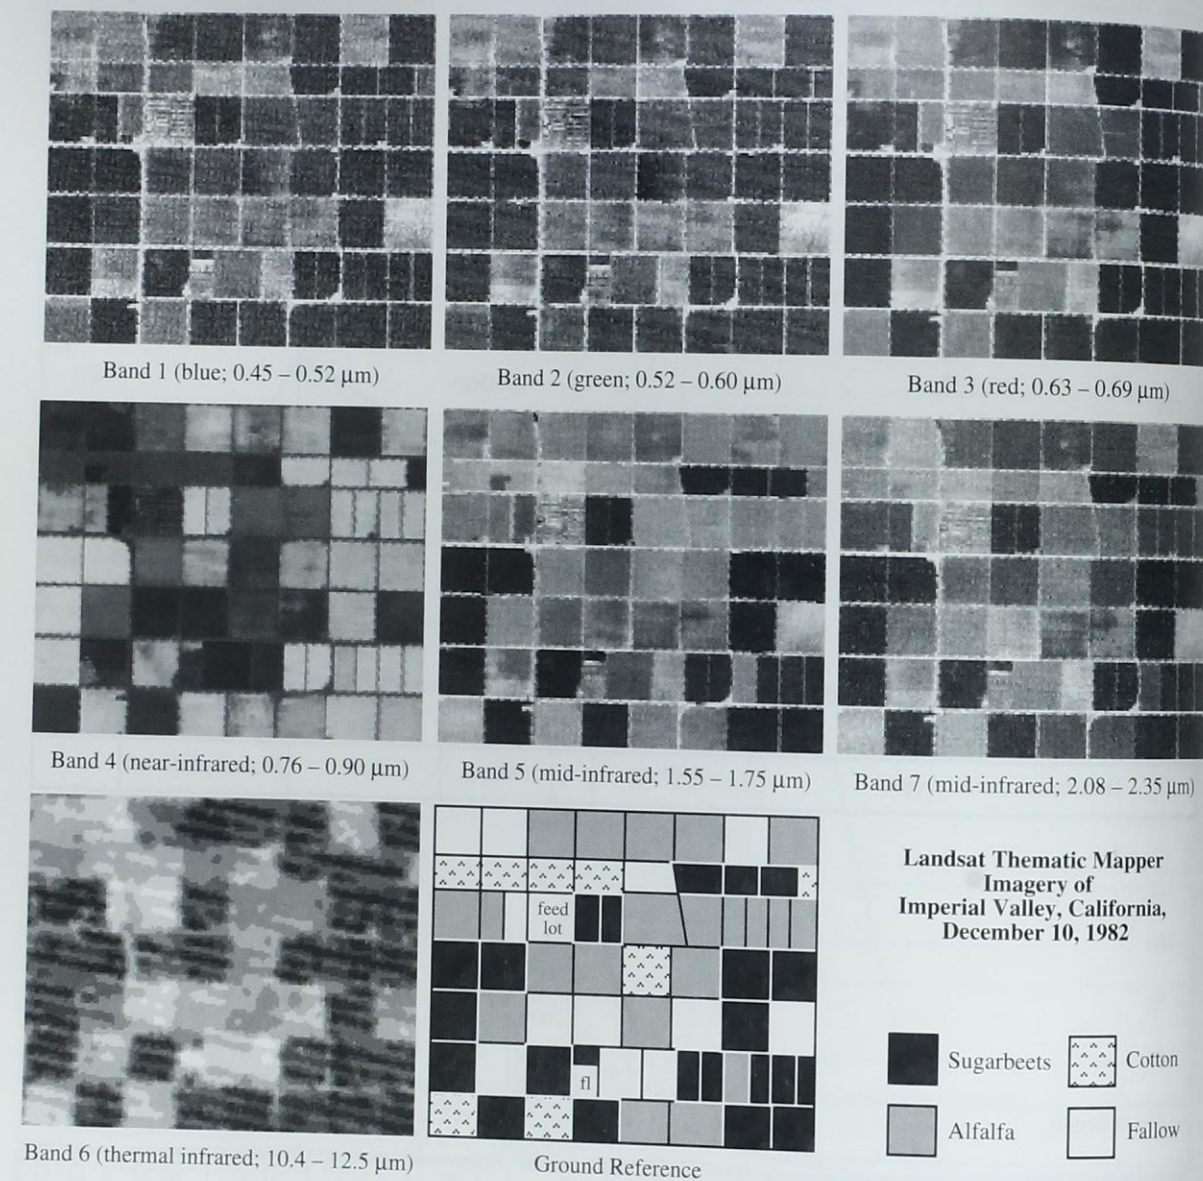 Band 1 (blue; 0.45 – 0.52 µm)
Band 2 (green; 0.52 – 0.60 µm)
Band 3 (red; 0.63 – 0.69 µm)
Band 4 (near-infrared; 0.76 – 0.90 µm)
Band 5 (mid-infrared; 1.55 – 1.75 µm)
Band 7 (mid-infrared; 2.08 – 2.35 µm)
feed
lot
fl
Band 6 (thermal infrared; 10.4 – 12.5 µm)
Ground Reference
Landsat Thematic Mapper
Imagery of
Imperial Valley, California,
December 10, 1982
Sugarbeets
Cotton
Alfalfa
Fallow